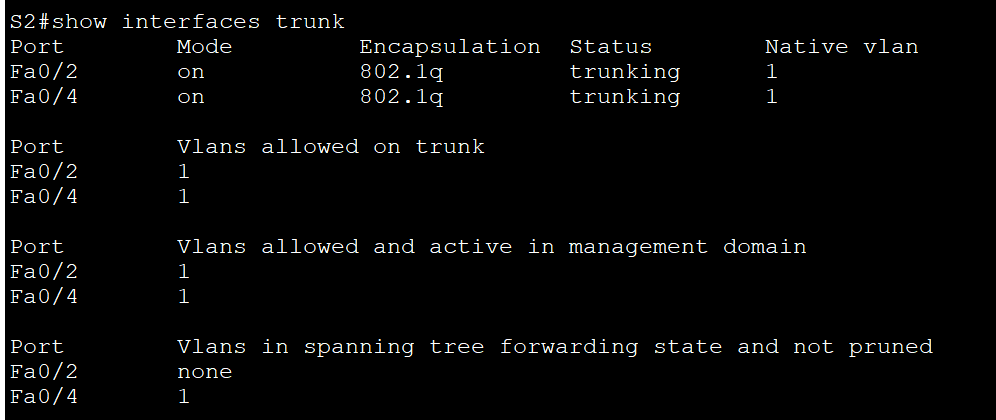 S2#show interfaces trunk
Port Mode Encapsulation Status Native vlan
Fa0/2 on 802.1q trunking 1
Fa0/4 on 802.1q trunking 1
Port Vlans allowed on trunk
Fa0/2 1
Fa0/4 1
Port Vlans allowed and active in management domain
Fa0/2 1
Fa0/4 1
Port Vlans in spanning tree forwarding state and not pruned
Fa0/2 none
Fa0/4 1